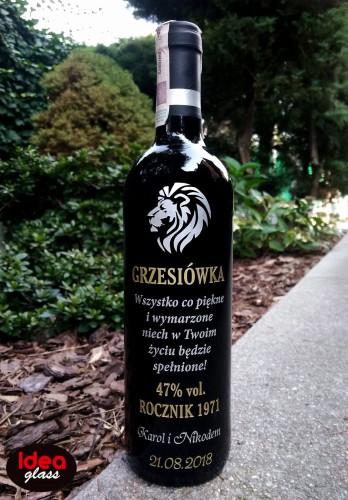 GRZESIÓWKA
Wszystko co piękne
i wymarzone
niech w Twoim
życiu będzie
spełnione!
47% vol.
ROCZNIK 1971
Karol i Nikodem
21.08.2018
Idea
glass